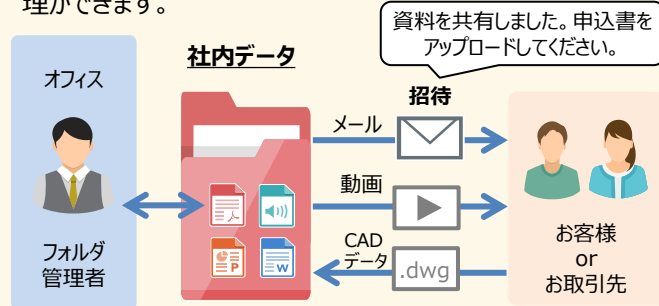 理ができます。
資料を共有しました。申込書を
アップロードしてください。
社内データ
オフィス
招待
メール
動画
CAD
データ
.dwg
P
W
フォルダ
管理者
お客様
or
お取引先